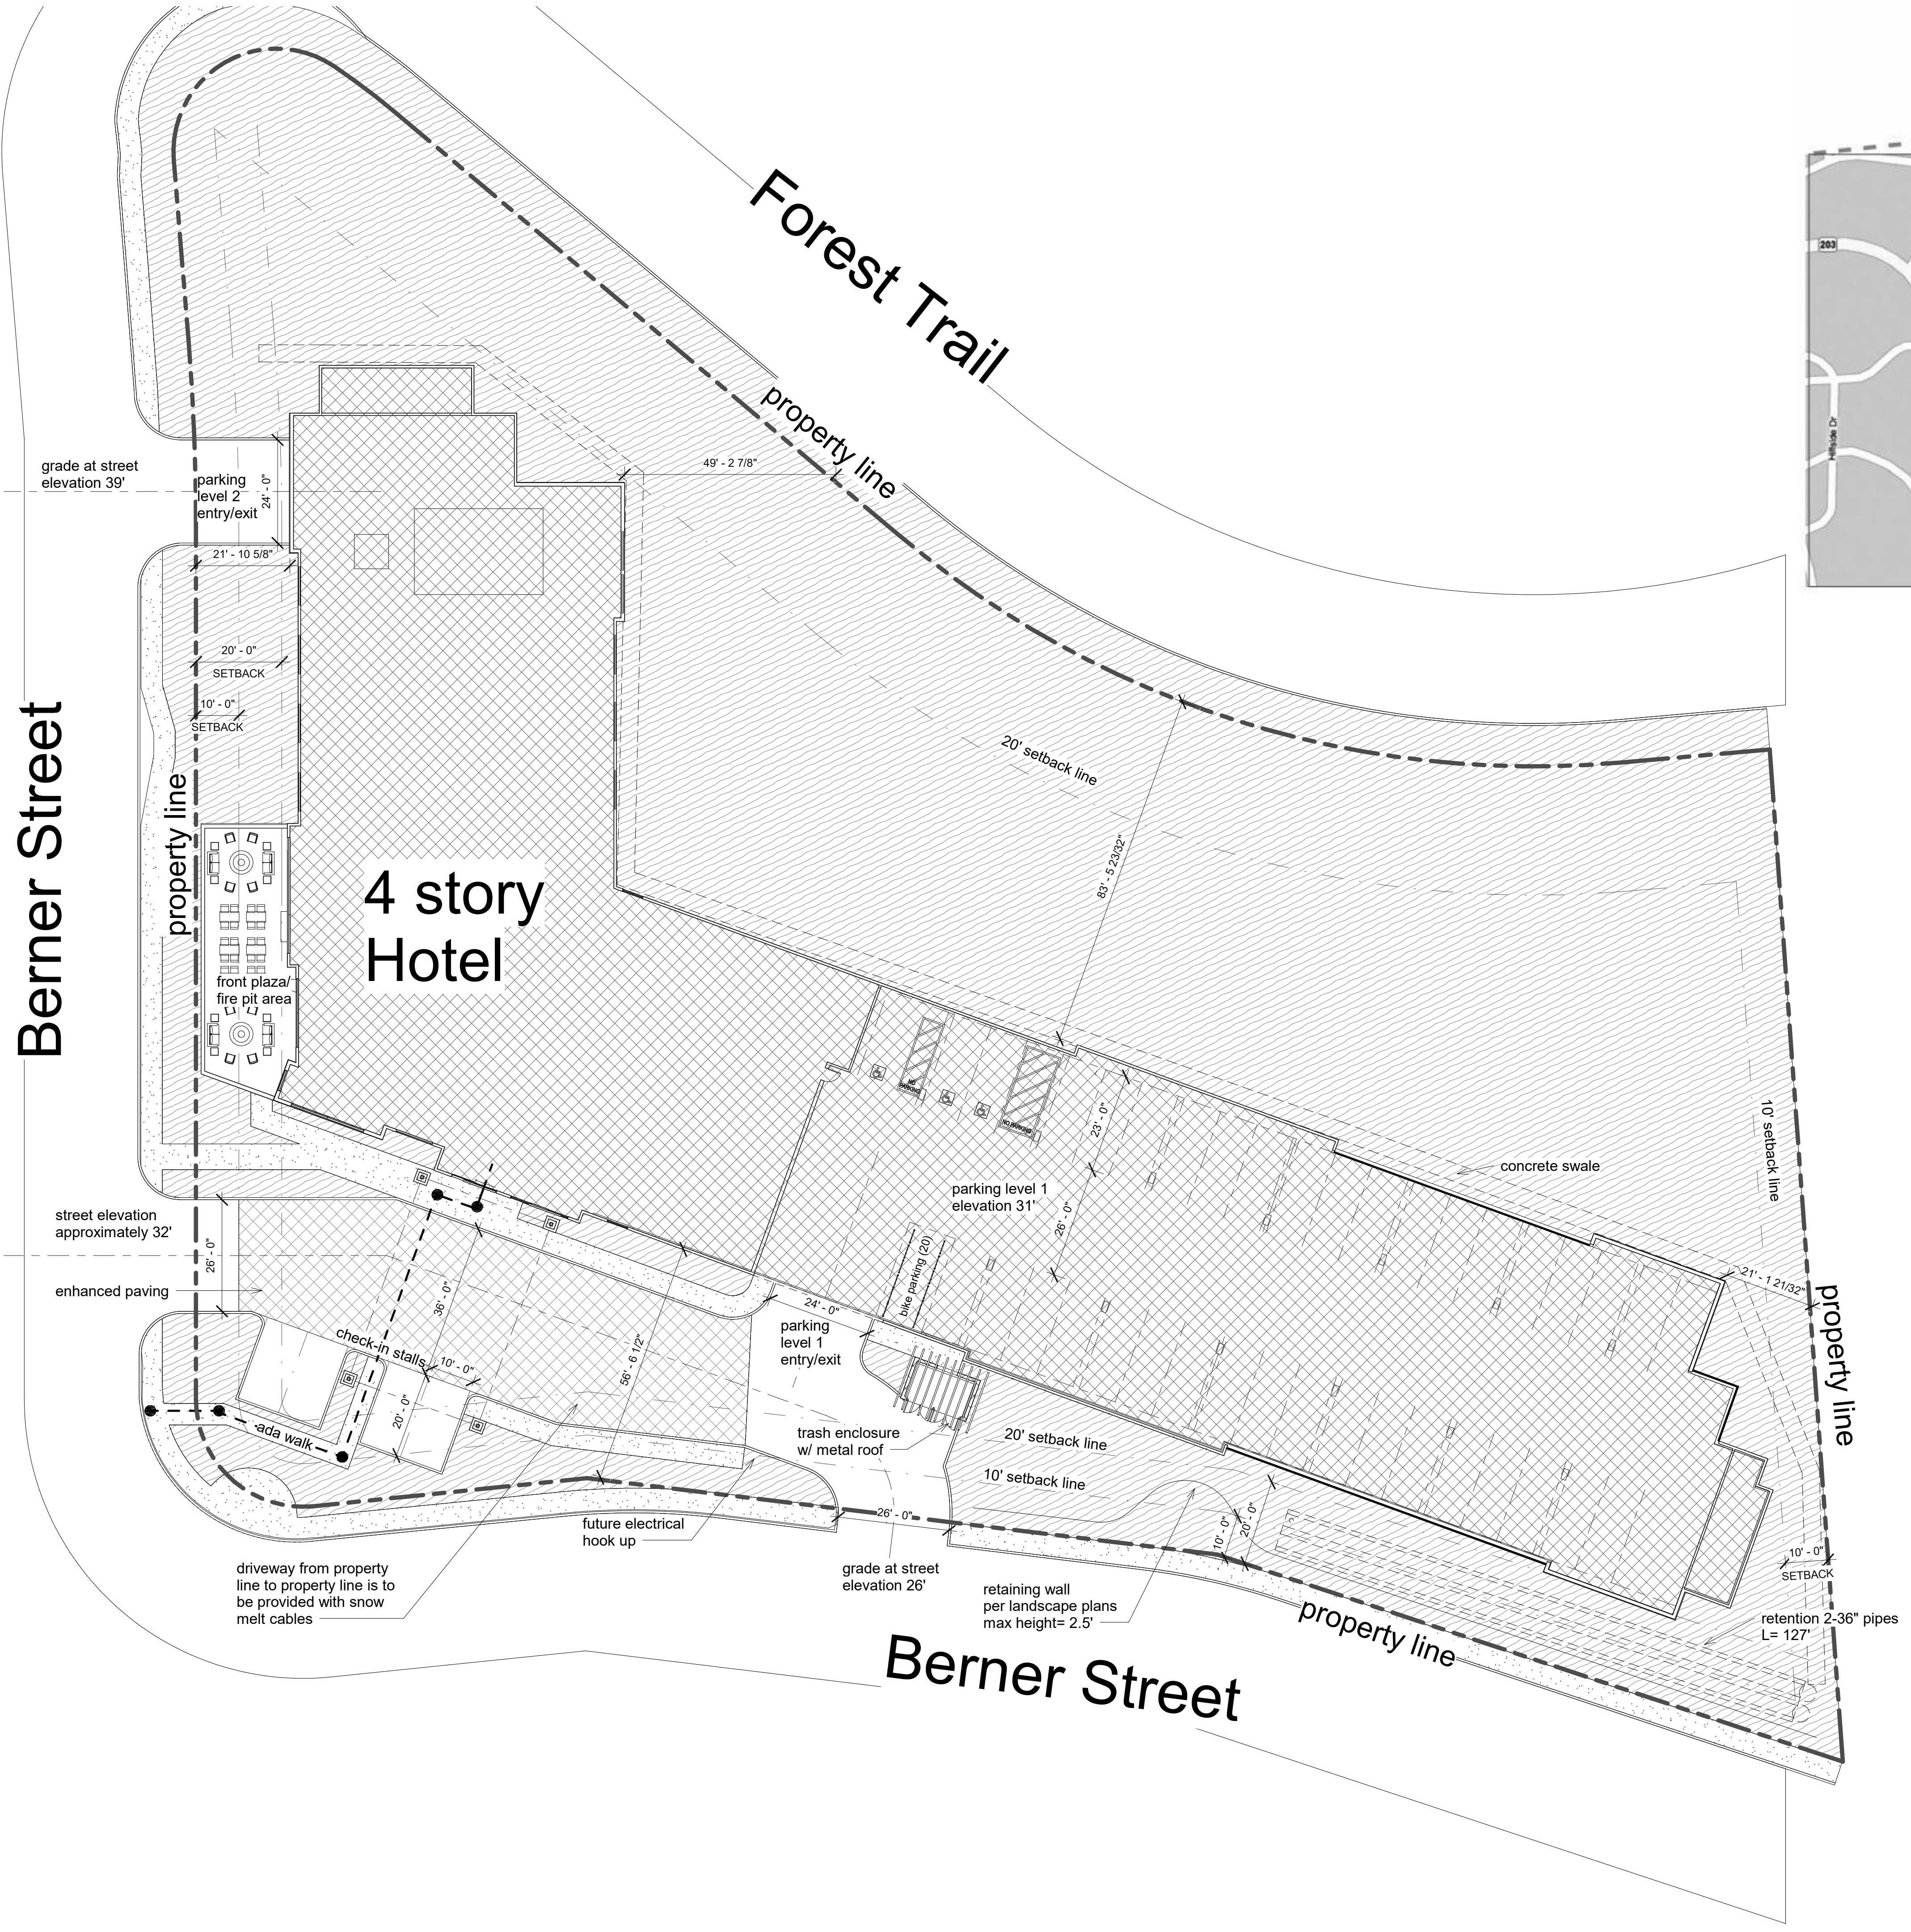 Forest Trail
203
Hillside Dr
property line
49' - 2 7/8"
grade at street
elevation 39'
parking
level 2
entry/exit
24' - 0"
21' - 10 5/8"
20' - 0"
SETBACK
10' - 0"
SETBACK
Berner Street
property line
20' setback line
83' - 5 23/32"
4 story
Hotel
front plaza/
fire pit area
NO
PARKING
NO PARKING
23' - 0"
10' setback line
concrete swale
parking level 1
elevation 31'
26' - 0"
street elevation
approximately 32'
26' - 0"
enhanced paving
36' - 0"
bike parking (20)
21' - 1 21/32"
property line
24' - 0"
parking
level 1
entry/exit
check-in stalls
10' - 0"
56' - 6 1/2"
20' - 0"
ada walk
trash enclosure
w/ metal roof
20' setback line
10' setback line
26' - 0"
future electrical
hook up
10' - 0"
20' - 0"
10' - 0"
SETBACK
driveway from property
line to property line is to
be provided with snow
melt cables
grade at street
elevation 26'
retaining wall
per landscape plans
max height= 2.5'
property line
retention 2-36" pipes
L= 127'
Berner Street